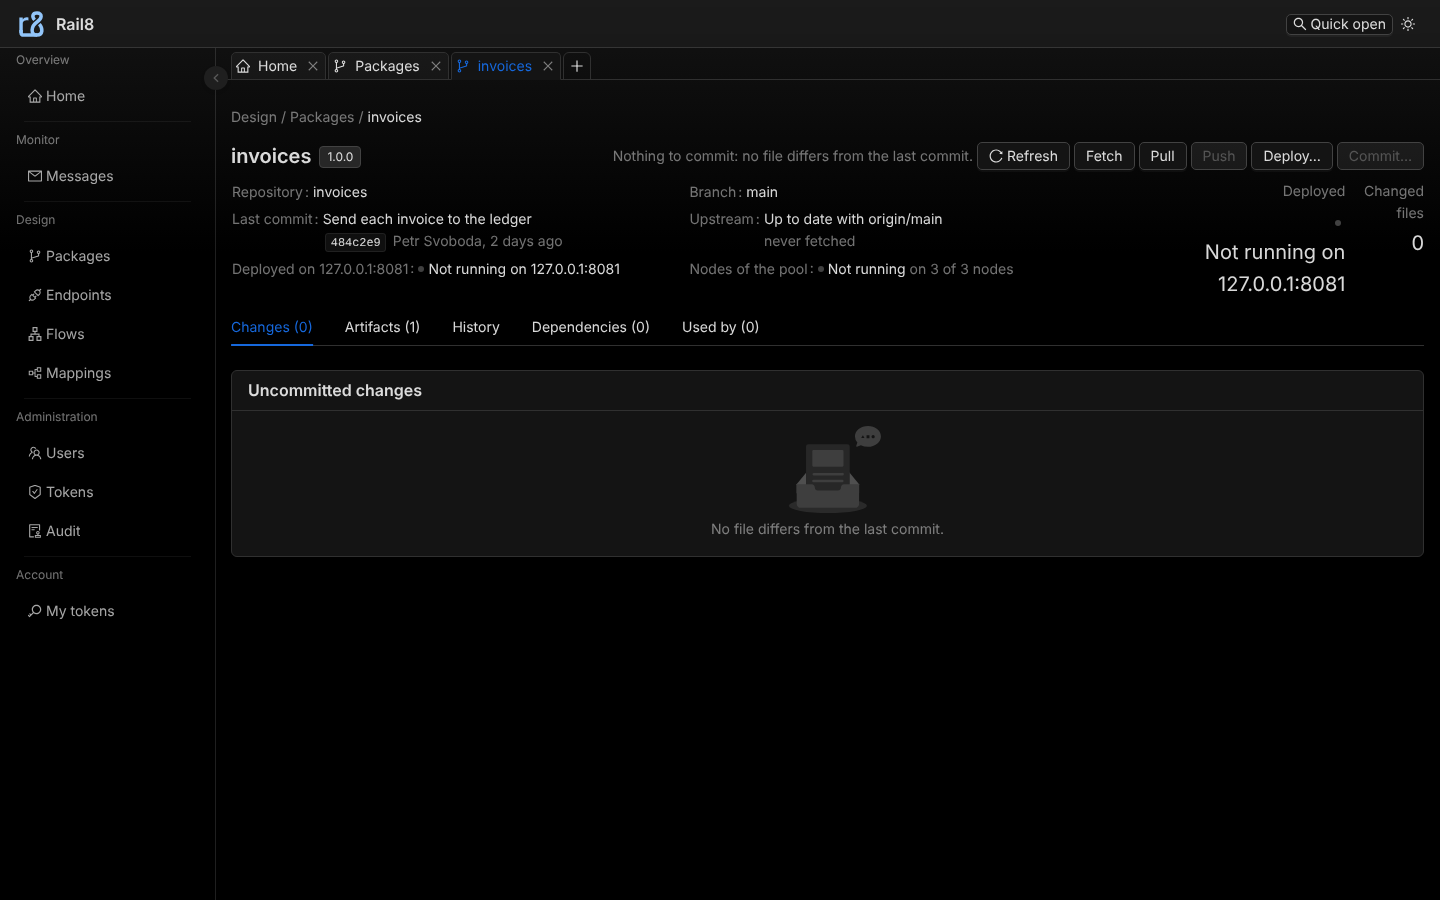 Rail8
Quick open
Overview
Home
Monitor
Messages
Design
Packages
Endpoints
Flows
Mappings
Administration
Users
Tokens
Audit
Account
My tokens
Home
Packages
invoices
Design / Packages / invoices
invoices 1.0.0
Nothing to commit: no file differs from the last commit.
Refresh
Fetch
Pull
Push
Deploy...
Commit...
Repository: invoices
Branch: main
Last commit: Send each invoice to the ledger
484c2e9 Petr Svoboda, 2 days ago
Upstream: Up to date with origin/main
never fetched
Deployed on 127.0.0.1:8081: Not running on 127.0.0.1:8081
Nodes of the pool: Not running on 3 of 3 nodes
Deployed
Not running on
127.0.0.1:8081
Changed
files
0
Changes (0)
Artifacts (1)
History
Dependencies (0)
Used by (0)
Uncommitted changes
No file differs from the last commit.